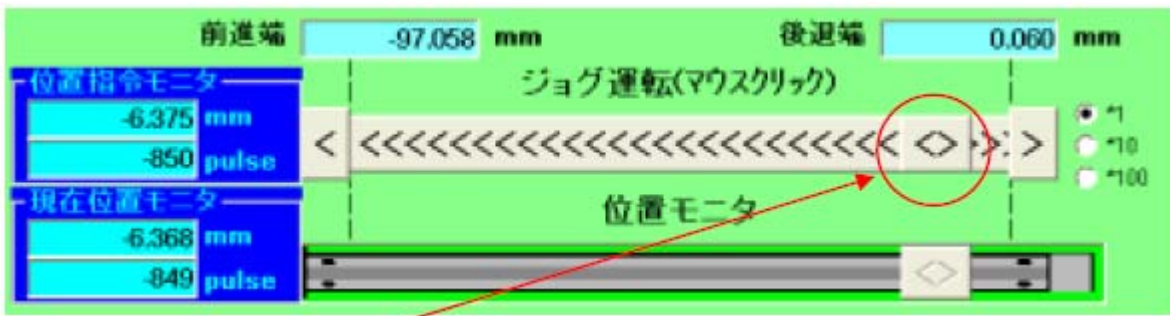 前進端 -97.058 mm 後退端 0.060 mm
位置指令モニタ
ジョグ運転(マウスクリック)
-6.375 mm
-850 pulse
< <<<<<<<<<<<<<<<<<<<<<<< <> >> >
*1
*10
*100
現在位置モニタ
位置モニタ
-6.368 mm
-849 pulse
<>